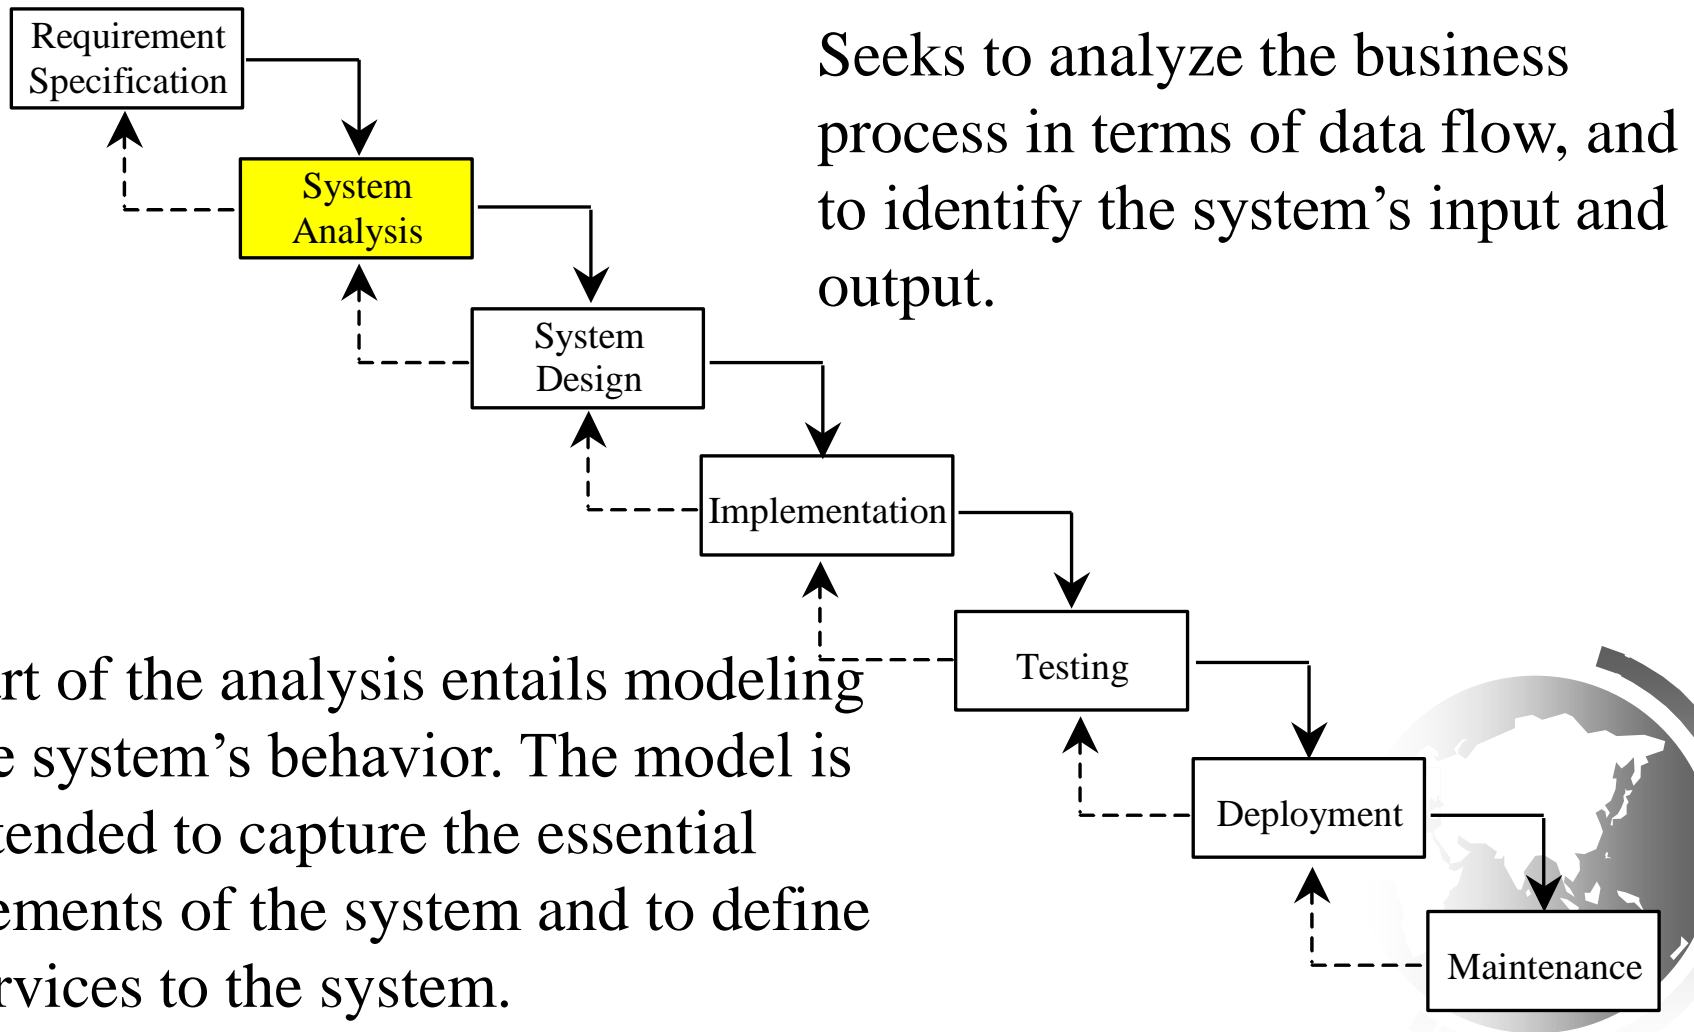 Requirement
Specification
Seeks to analyze the business
process in terms of data flow, and
to identify the system’s input and
output.
System
Analysis
System
Design
Implementation
Testing
art of the analysis entails modeling
e system’s behavior. The model is
tended to capture the essential
ements of the system and to define
rvices to the system.
Deployment
Maintenance